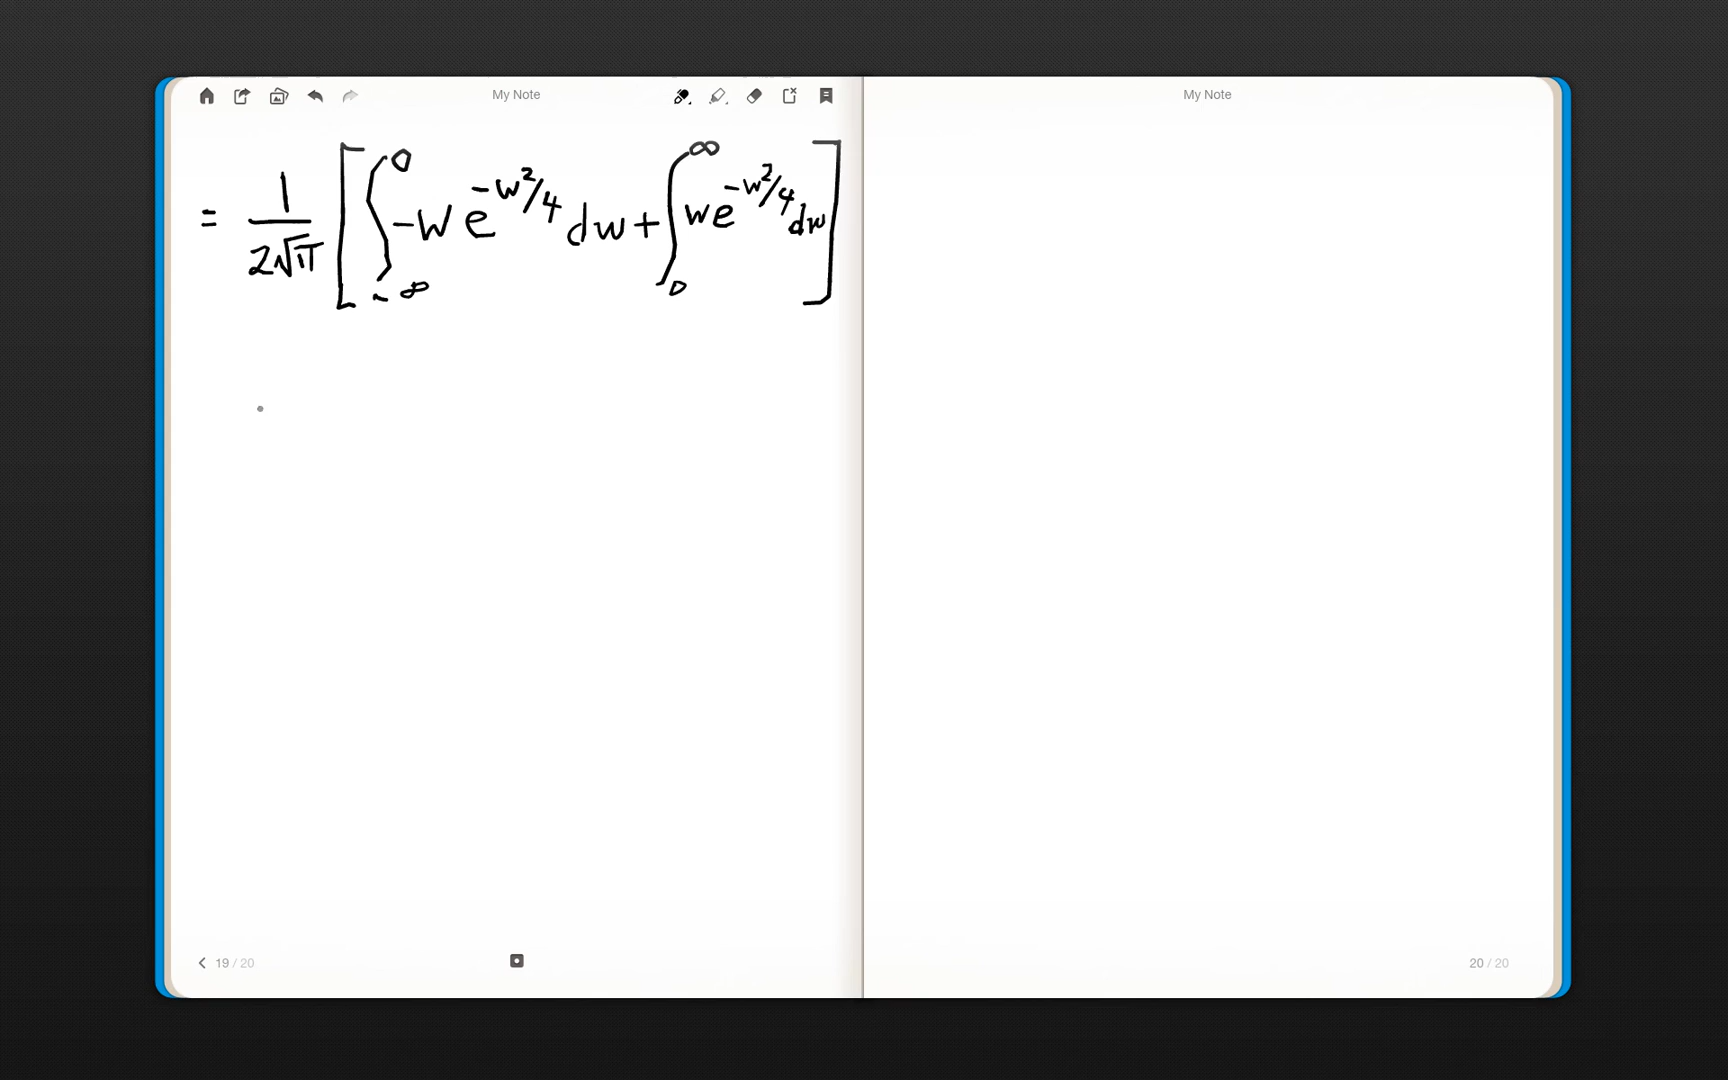 My Note
My Note
= 1/(2√π) [ ∫_{-∞}^{0} -w e^{-w²/4} dw + ∫_{0}^{∞} w e^{-w²/4} dw ]
19 / 20
20 / 20